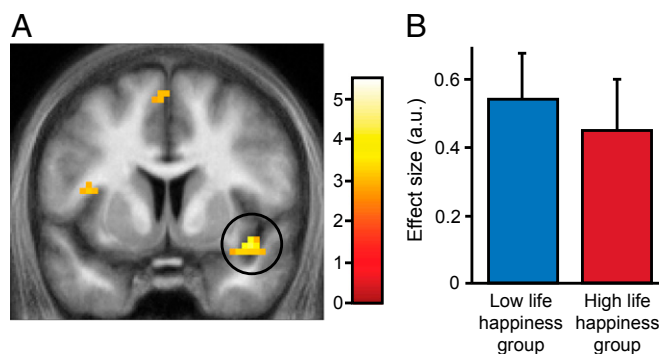 A
5
4
3
2
1
0
B
Effect size (a.u.)
0.6
0.4
0.2
0
Low life
happiness
group
High life
happiness
group